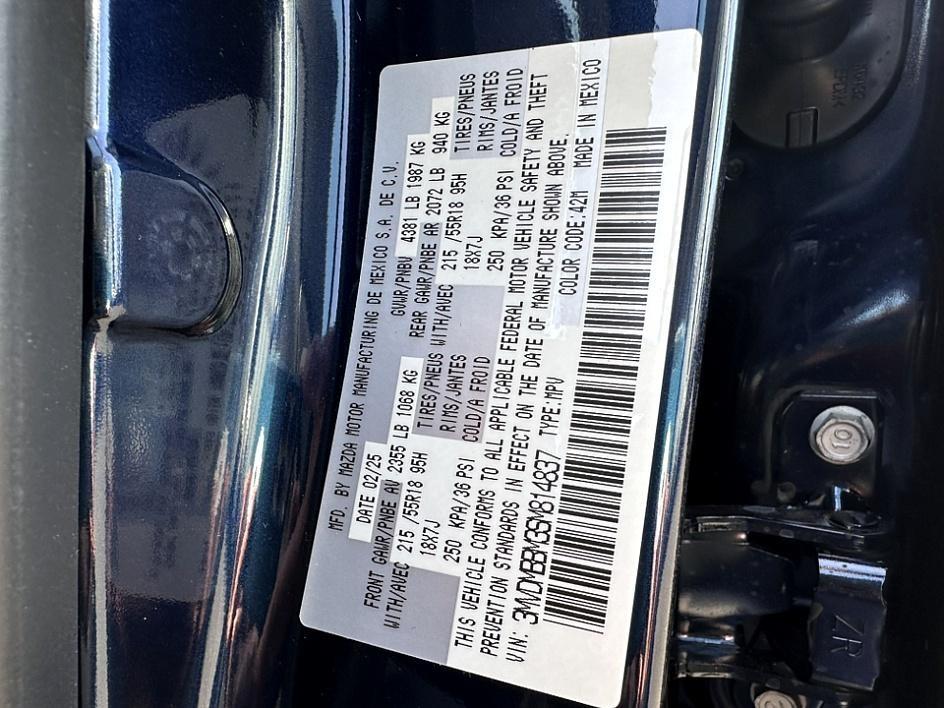 MFD. BY MAZDA MOTOR MANUFACTURING DE MEXICO S.A. DE C.V.
DATE 02/25 GVWR/PNBV 4381 LB 1987 KG
FRONT GAWR/PNBE AV 2355 LB 1068 KG REAR GAWR/PNBE AR 2072 LB 940 KG
WITH/AVEC 215 /55R18 95H TIRES/PNEUS WITH/AVEC 215 /55R18 95H TIRES/PNEUS
18X7J RIMS/JANTES 18X7J RIMS/JANTES
250 KPA/36 PSI COLD/A FROID 250 KPA/36 PSI COLD/A FROID
THIS VEHICLE CONFORMS TO ALL APPLICABLE FEDERAL MOTOR VEHICLE SAFETY AND THEFT
PREVENTION STANDARDS IN EFFECT ON THE DATE OF MANUFACTURE SHOWN ABOVE.
VIN: TYPE:MPV COLOR CODE:42M MADE IN MEXICO
ZR